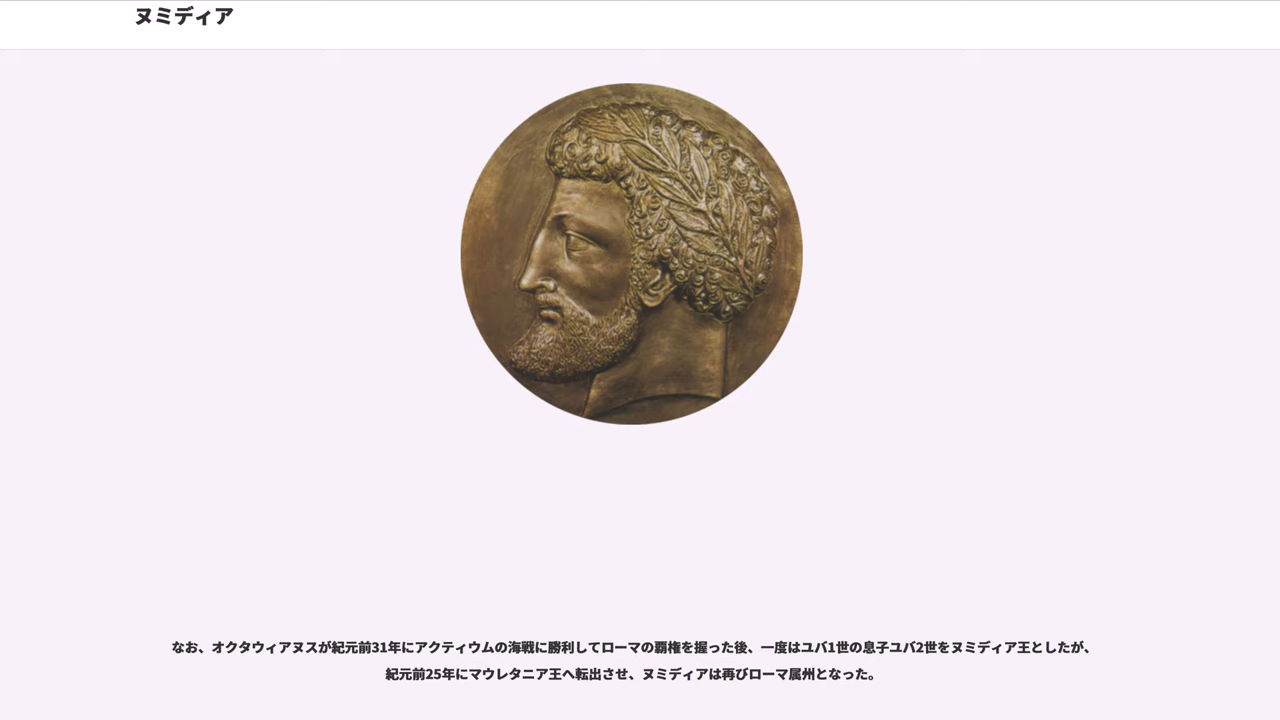 ヌミディア
なお、オクタウィアヌスが紀元前31年にアクティウムの海戦に勝利してローマの覇権を握った後、一度はユバ1世の息子ユバ2世をヌミディア王としたが、
紀元前25年にマウレタニア王へ転出させ、ヌミディアは再びローマ属州となった。